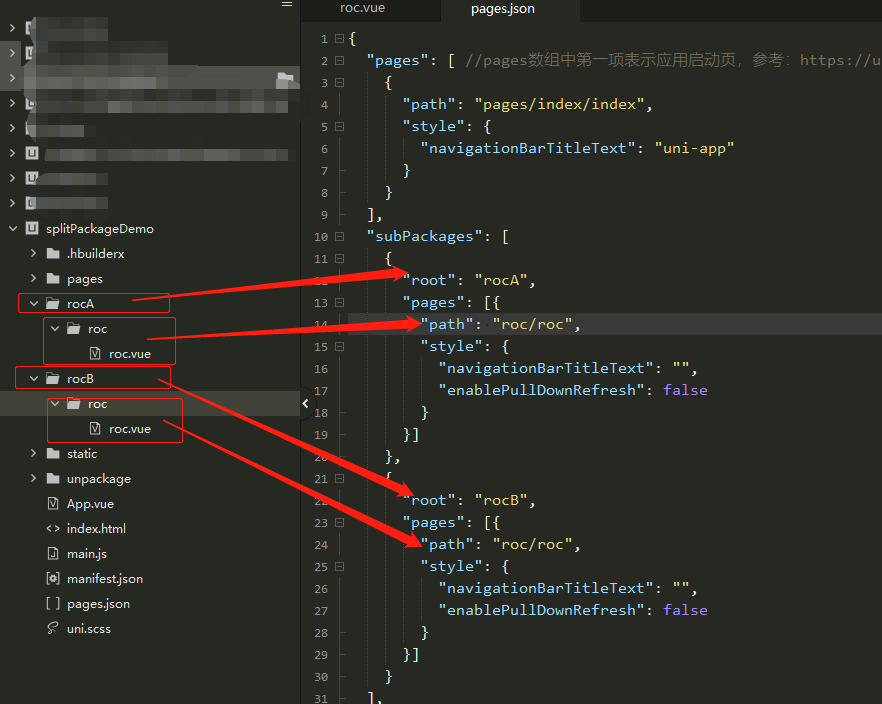 roc.vue
pages.json
splitPackageDemo
.hbuilderx
pages
rocA
roc
roc.vue
rocB
roc
roc.vue
static
unpackage
App.vue
index.html
main.js
manifest.json
pages.json
uni.scss
1 {
2 "pages": [ //pages数组中第一项表示应用启动页，参考：https://u
3 {
4 "path": "pages/index/index",
5 "style": {
6 "navigationBarTitleText": "uni-app"
7 }
8 }
9 ],
10 "subPackages": [
11 {
12 "root": "rocA",
13 "pages": [{
14 "path": "roc/roc",
15 "style": {
16 "navigationBarTitleText": "",
17 "enablePullDownRefresh": false
18 }
19 }]
20 },
21 {
22 "root": "rocB",
23 "pages": [{
24 "path": "roc/roc",
25 "style": {
26 "navigationBarTitleText": "",
27 "enablePullDownRefresh": false
28 }
29 }]
30 }
31 ],